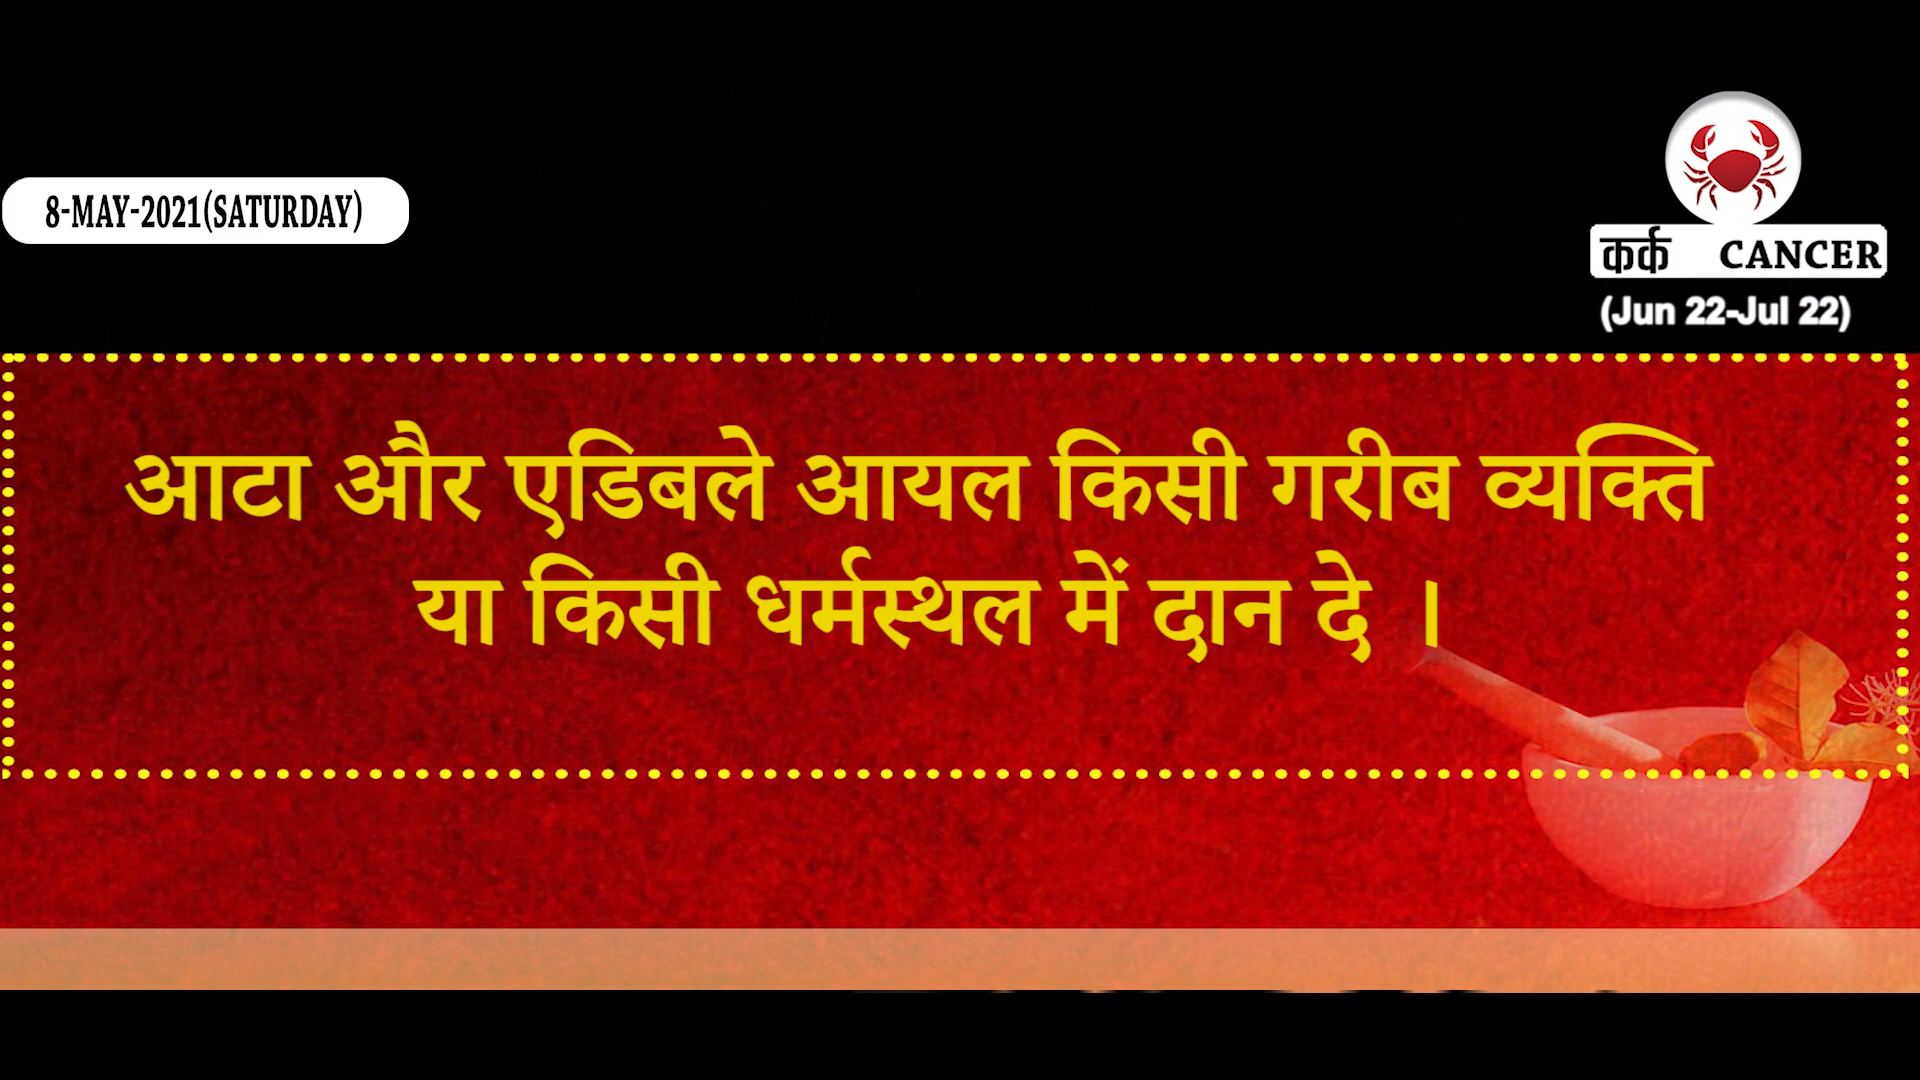 8-MAY-2021(SATURDAY)
कर्क CANCER
(Jun 22-Jul 22)
आटा और एडिबले आयल किसी गरीब व्यक्ति
या किसी धर्मस्थल में दान दे ।